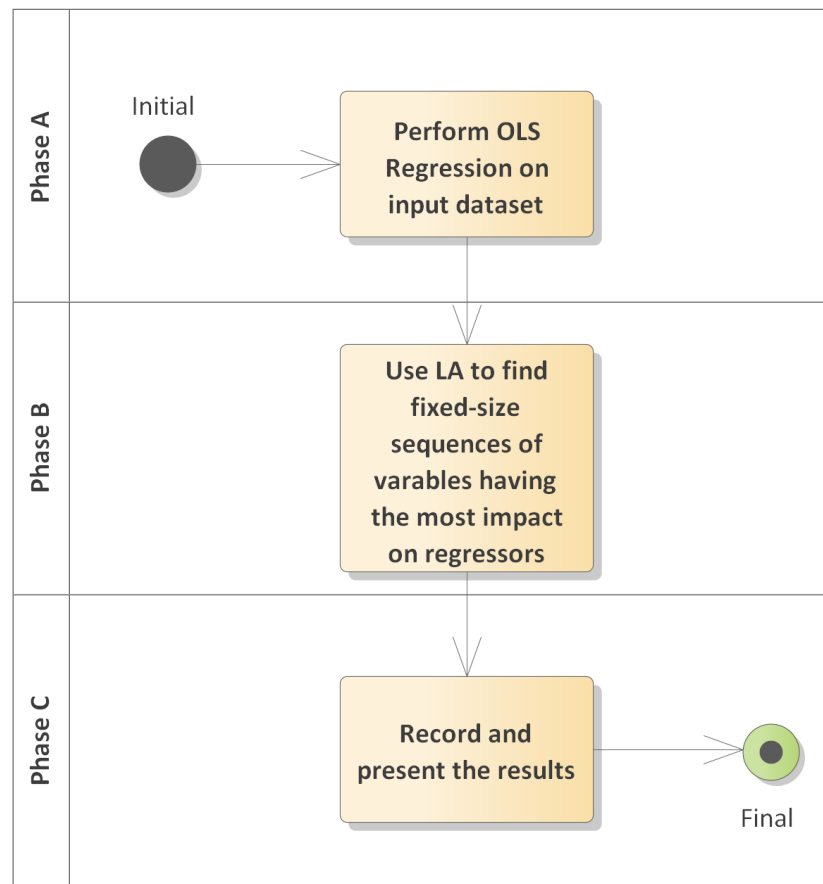 Phase A
Initial
Perform OLS
Regression on
input dataset
Phase B
Use LA to find
fixed-size
sequences of
varables having
the most impact
on regressors
Phase C
Record and
present the results
Final